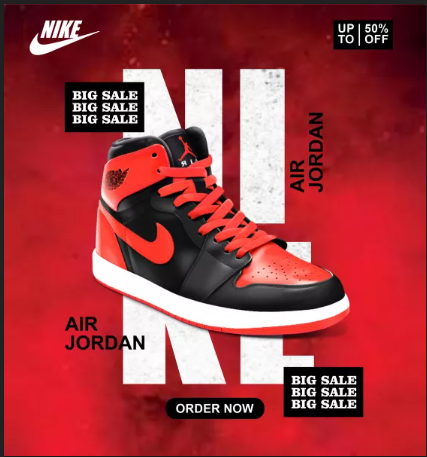 NIKE
UP TO | 50% OFF
BIG SALE
BIG SALE
BIG SALE
NI
KE
AIR
JORDAN
AIR
JORDAN
ORDER NOW
BIG SALE
BIG SALE
BIG SALE